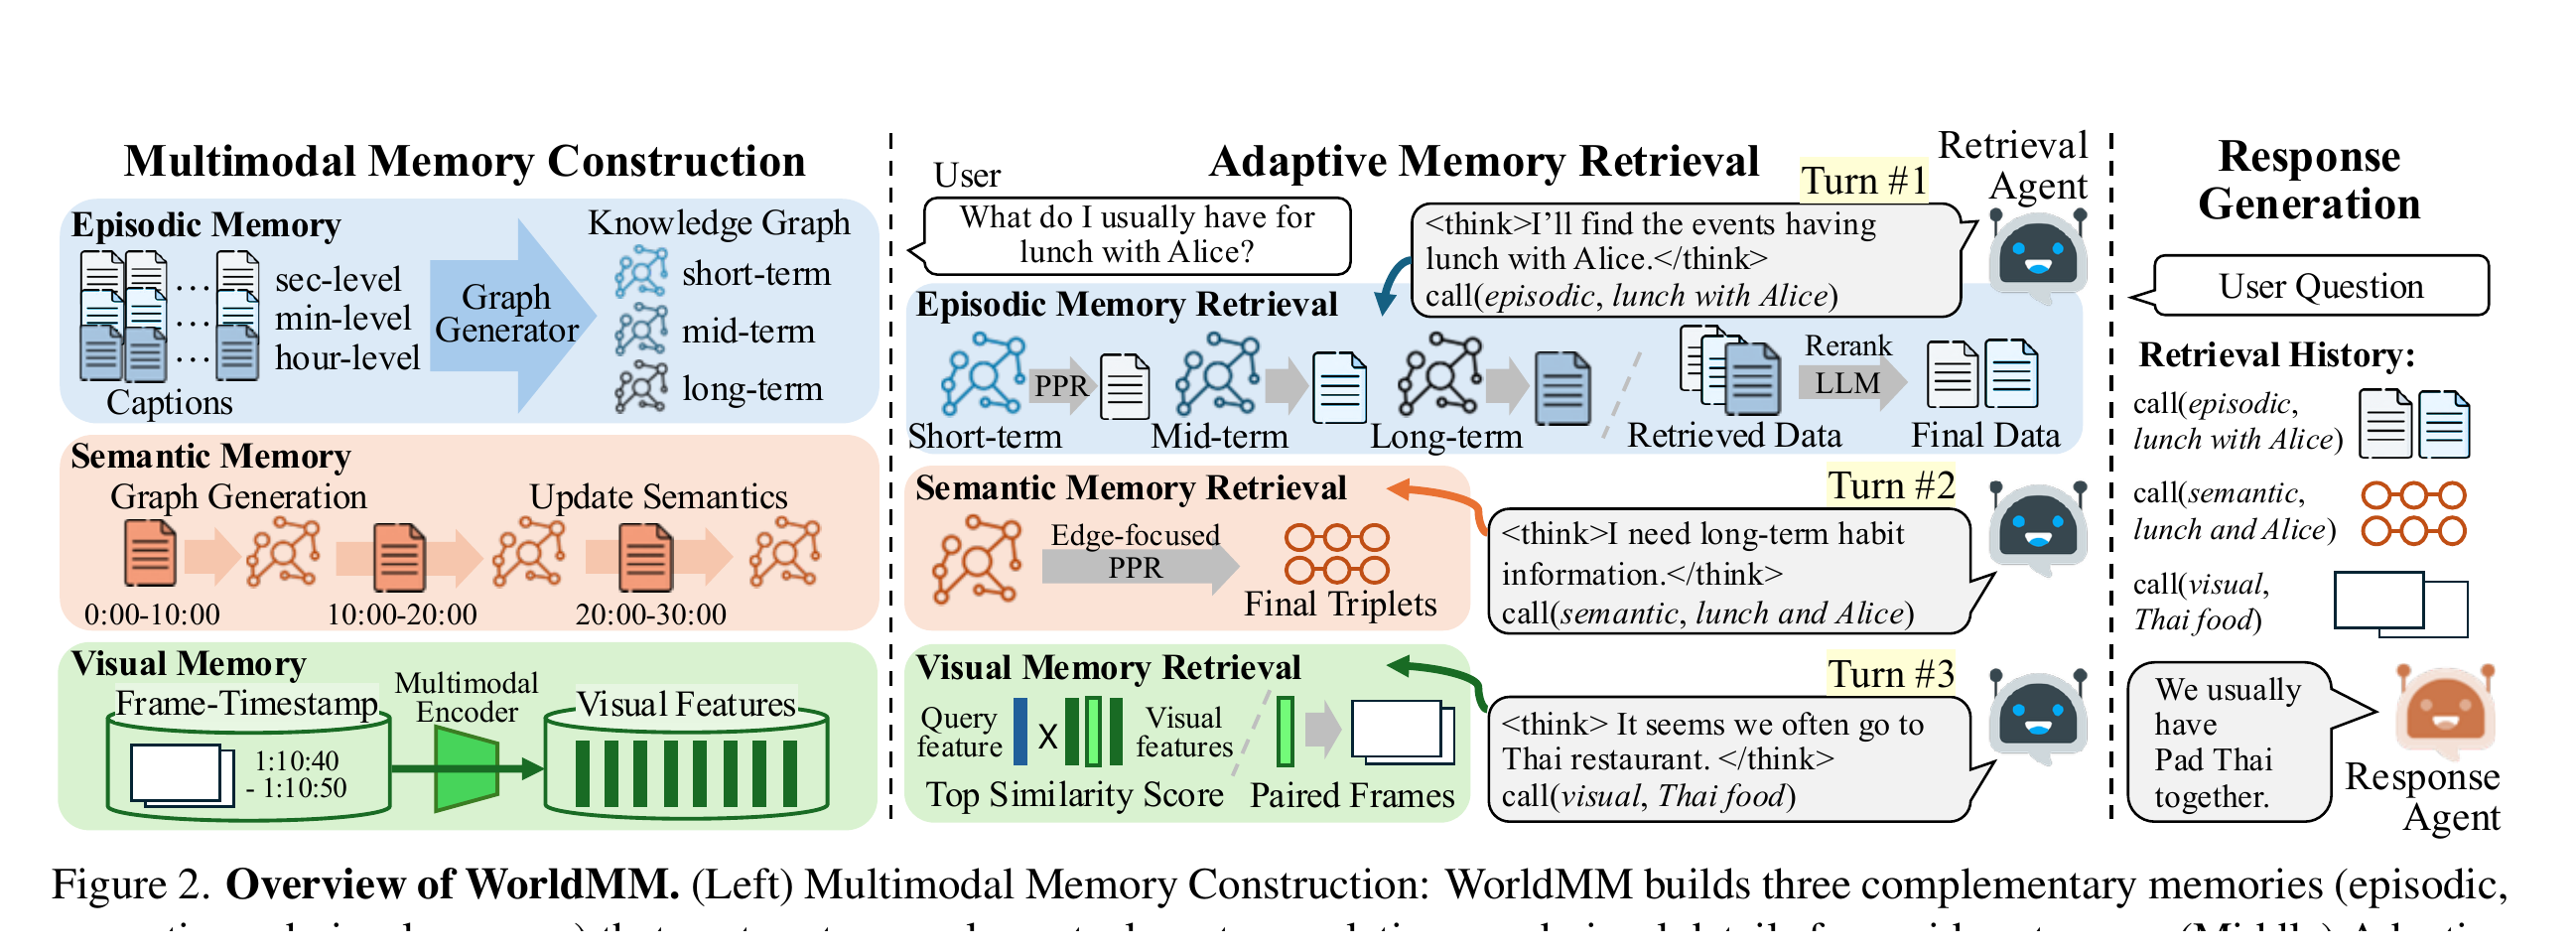 Multimodal Memory Construction
Episodic Memory
sec-level
min-level
hour-level
Captions
Graph
Generator
Knowledge Graph
short-term
mid-term
long-term
Semantic Memory
Graph Generation
Update Semantics
0:00-10:00
10:00-20:00
20:00-30:00
Visual Memory
Frame-Timestamp
1:10:40
- 1:10:50
Multimodal
Encoder
Visual Features
Adaptive Memory Retrieval
User
What do I usually have for
lunch with Alice?
Turn #1
Retrieval
Agent
<think>I'll find the events having
lunch with Alice.</think>
call(episodic, lunch with Alice)
Episodic Memory Retrieval
PPR
Short-term
Mid-term
Long-term
Retrieved Data
Rerank
LLM
Final Data
Semantic Memory Retrieval
Edge-focused
PPR
Final Triplets
Turn #2
<think>I need long-term habit
information.</think>
call(semantic, lunch and Alice)
Visual Memory Retrieval
Query
feature
X
Visual
features
Top Similarity Score
Paired Frames
Turn #3
<think> It seems we often go to
Thai restaurant. </think>
call(visual, Thai food)
Response
Generation
User Question
Retrieval History:
call(episodic,
lunch with Alice)
call(semantic,
lunch and Alice)
call(visual,
Thai food)
We usually
have
Pad Thai
together.
Response
Agent
Figure 2. Overview of WorldMM. (Left) Multimodal Memory Construction: WorldMM builds three complementary memories (episodic,